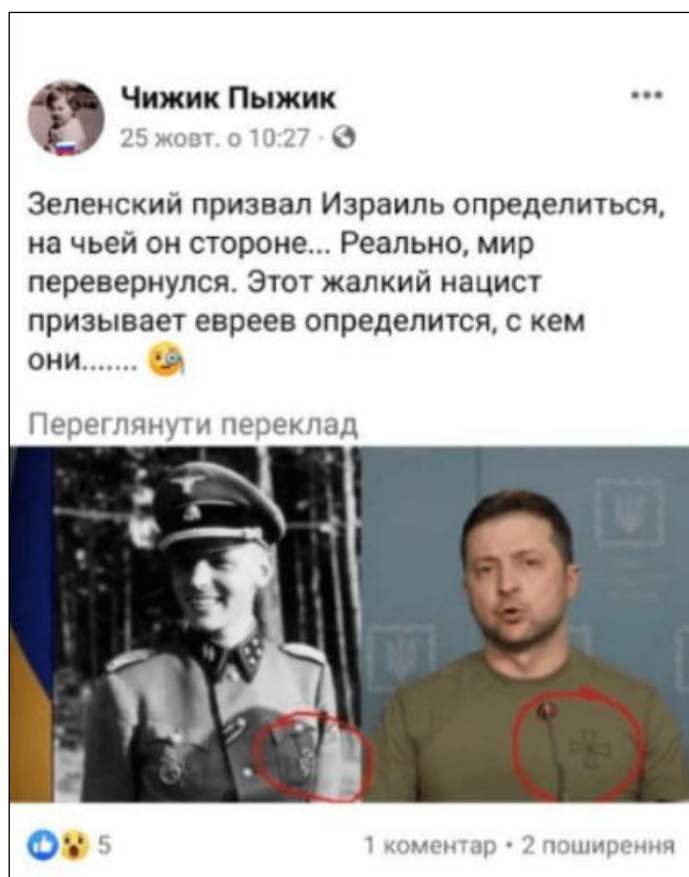 Чижик Пыжик
25 жовт. о 10:27 ·
Зеленский призвал Израиль определиться,
на чьей он стороне... Реально, мир
перевернулся. Этот жалкий нацист
призывает евреев определится, с кем
они....... 🧐
Переглянути переклад
5
1 коментар • 2 поширення